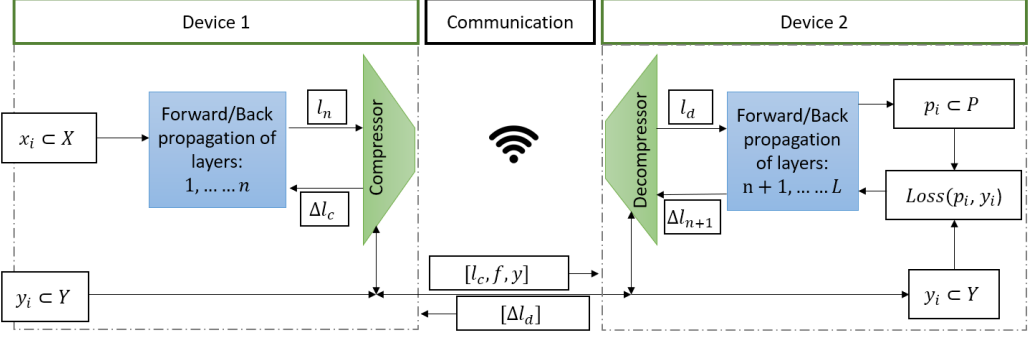 Device 1
Communication
Device 2
x_i ⊂ X
Forward/Back
propagation of
layers:
1, … … n
l_n
Δl_c
Compressor
Decompressor
l_d
Δl_{n+1}
Forward/Back
propagation
of layers:
n + 1, … … L
p_i ⊂ P
Loss(p_i, y_i)
y_i ⊂ Y
[l_c, f, y]
[Δl_d]
y_i ⊂ Y